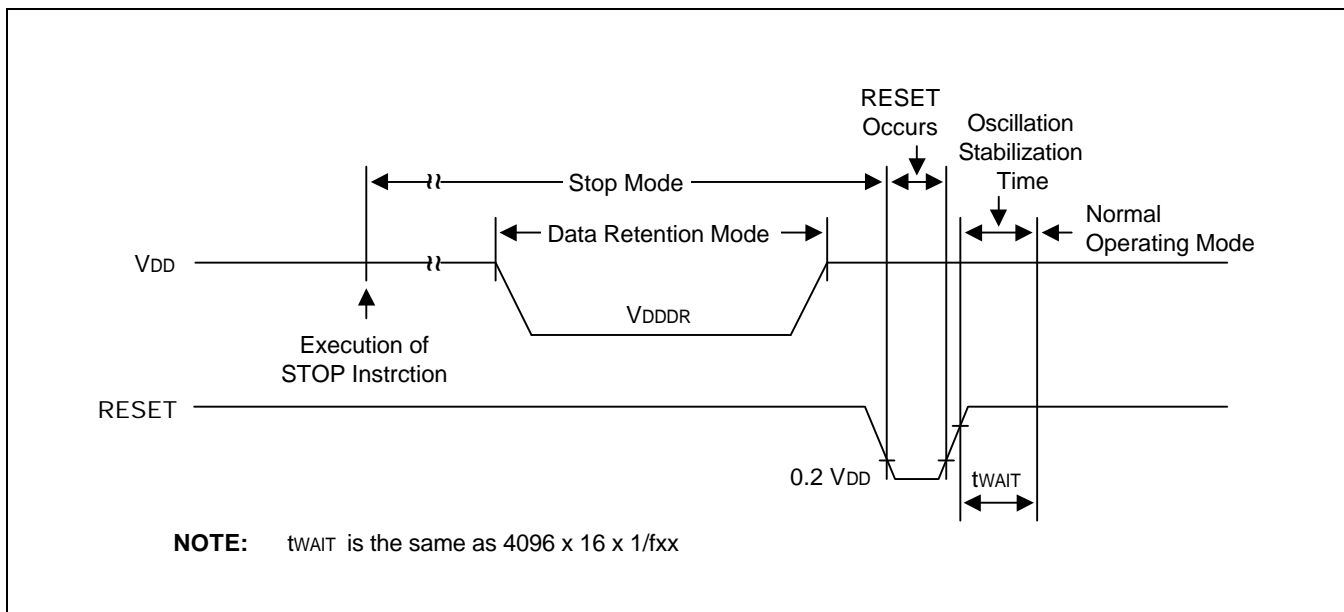 RESET
Occurs
Oscillation
Stabilization
Time
Stop Mode
Data Retention Mode
Normal
Operating Mode
VDD
VDDDR
Execution of
STOP Instrction
RESET
0.2 VDD
tWAIT
NOTE: tWAIT is the same as 4096 x 16 x 1/fxx